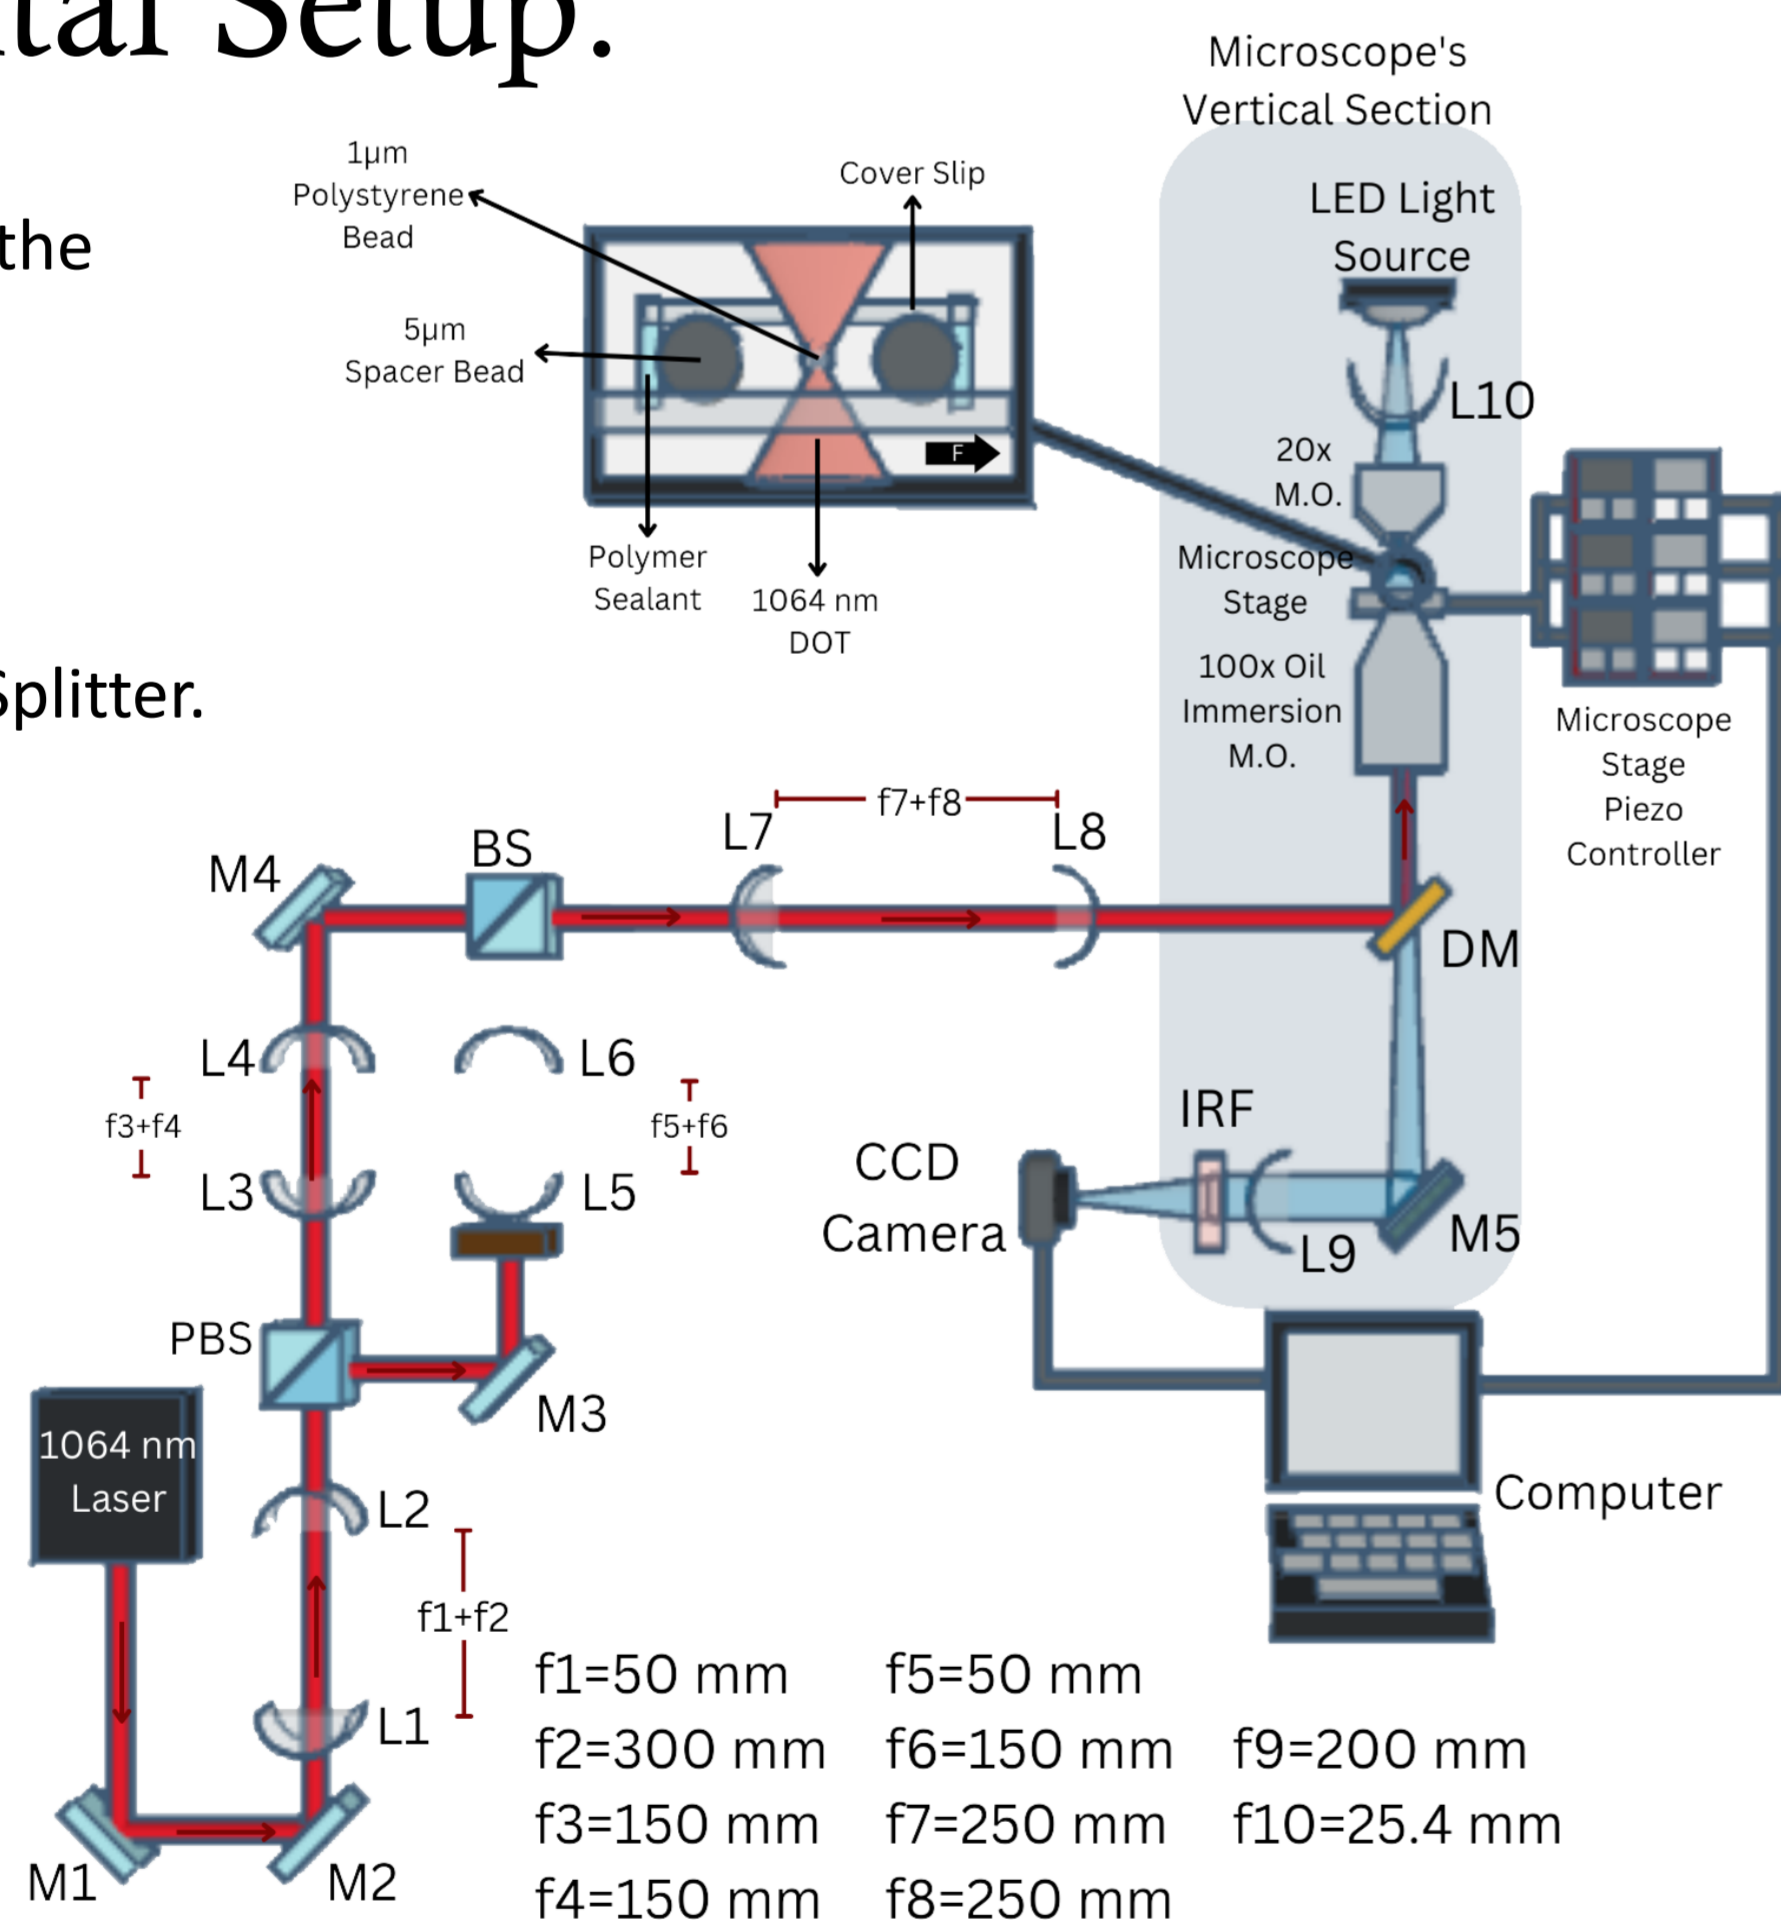 tal Setup.
the
Splitter.
Microscope's
Vertical Section
LED Light
Source
L10
20x
M.O.
Microscope
Stage
100x Oil
Immersion
M.O.
Microscope
Stage
Piezo
Controller
1µm
Polystyrene
Bead
Cover Slip
5µm
Spacer Bead
F
Polymer
Sealant
1064 nm
DOT
f7+f8
L7
L8
BS
M4
DM
L4
L6
f3+f4
f5+f6
L3
L5
IRF
CCD
Camera
L9
M5
PBS
M3
1064 nm
Laser
L2
f1+f2
L1
M1
M2
Computer
f1=50 mm
f2=300 mm
f3=150 mm
f4=150 mm
f5=50 mm
f6=150 mm
f7=250 mm
f8=250 mm
f9=200 mm
f10=25.4 mm